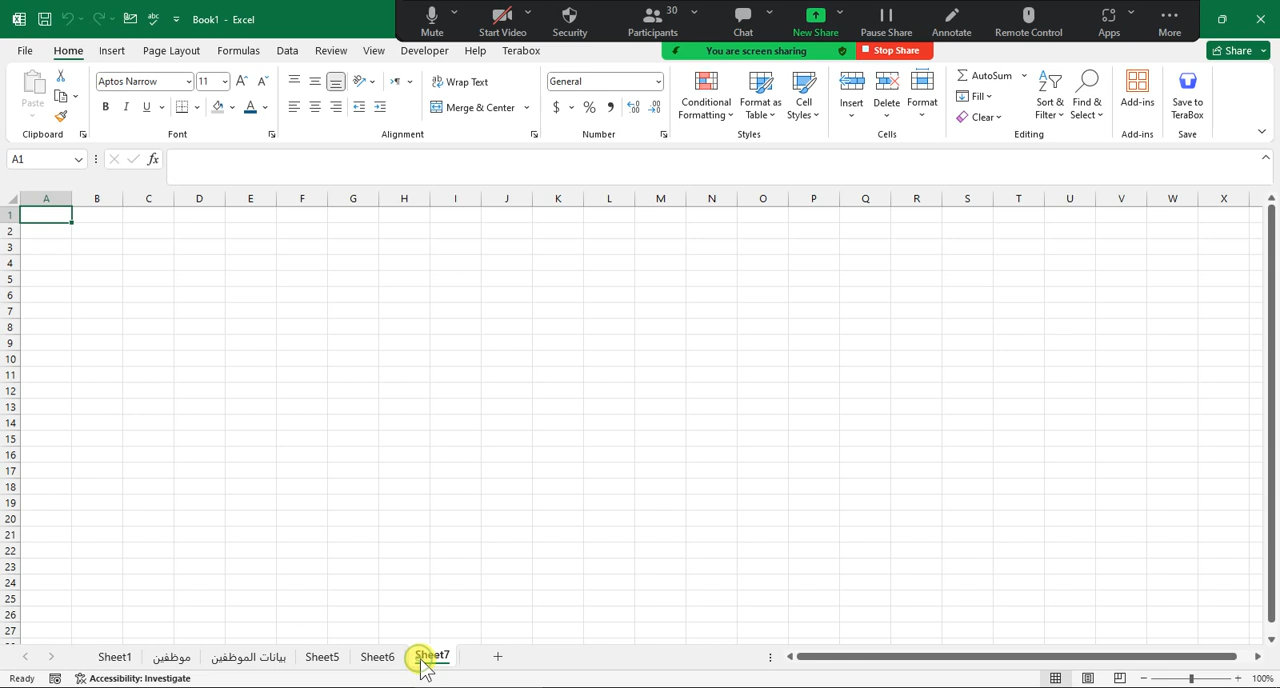 Book1 - Excel
Mute
Start Video
Security
Participants
30
Chat
New Share
Pause Share
Annotate
Remote Control
Apps
More
You are screen sharing
Stop Share
File
Home
Insert
Page Layout
Formulas
Data
Review
View
Developer
Help
Terabox
Share
Paste
Clipboard
Aptos Narrow
11
B I U
Font
Wrap Text
Merge & Center
Alignment
General
$ % ,
Number
Conditional
Formatting
Format as
Table
Cell
Styles
Styles
Insert
Delete
Format
Cells
AutoSum
Fill
Clear
Sort &
Filter
Find &
Select
Editing
Add-ins
Add-ins
Save to
TeraBox
Save
A1
fx
A B C D E F G H I J K L M N O P Q R S T U V W X
1
2
3
4
5
6
7
8
9
10
11
12
13
14
15
16
17
18
19
20
21
22
23
24
25
26
27
Sheet1
موظفين
بيانات الموظفين
Sheet5
Sheet6
Sheet7
Ready
Accessibility: Investigate
100%